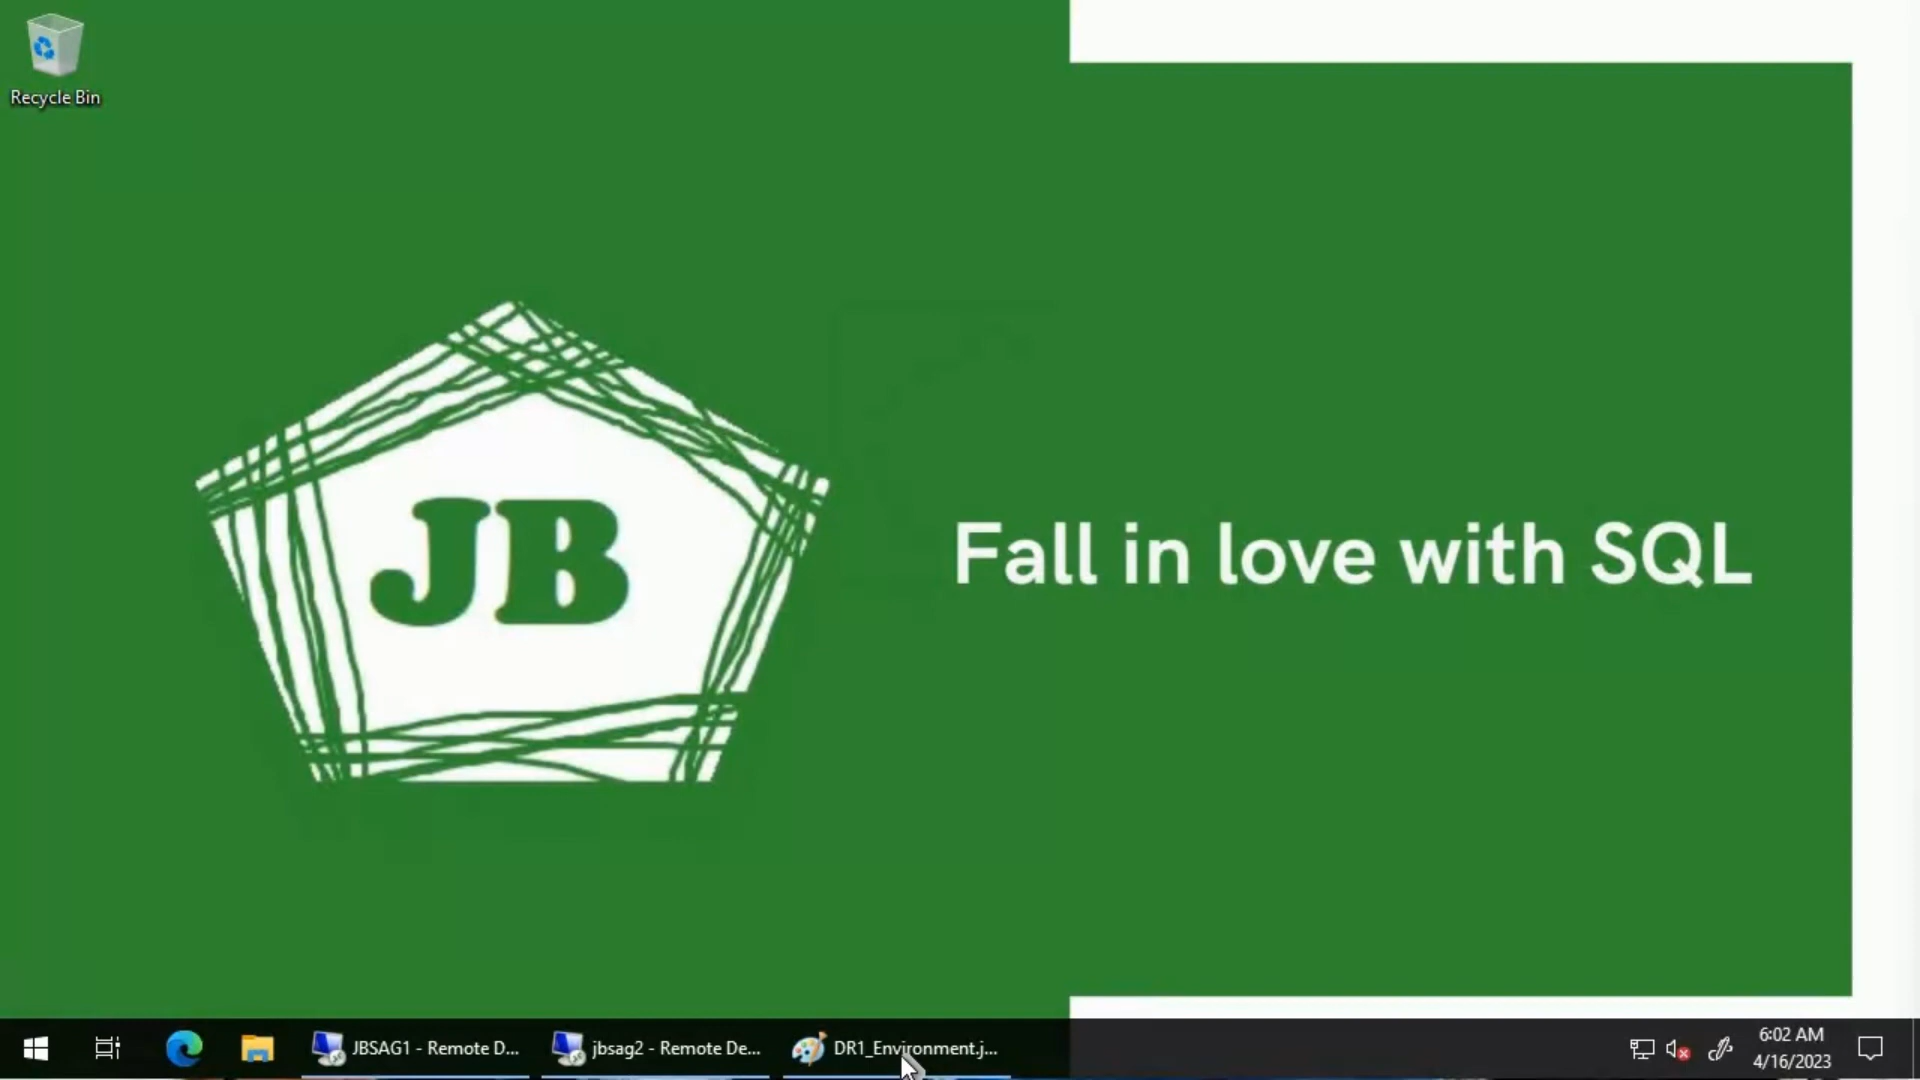 Recycle Bin
JB
Fall in love with SQL
JBSAG1 - Remote D...
jbsag2 - Remote De...
DR1_Environment.j...
6:02 AM
4/16/2023